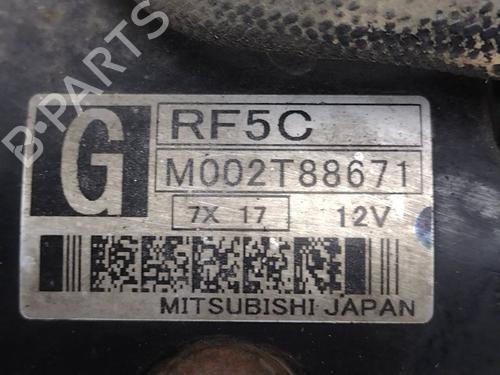 B-PARTS
G
RF5C
M002T88671
7X 17
12V
MITSUBISHI JAPAN